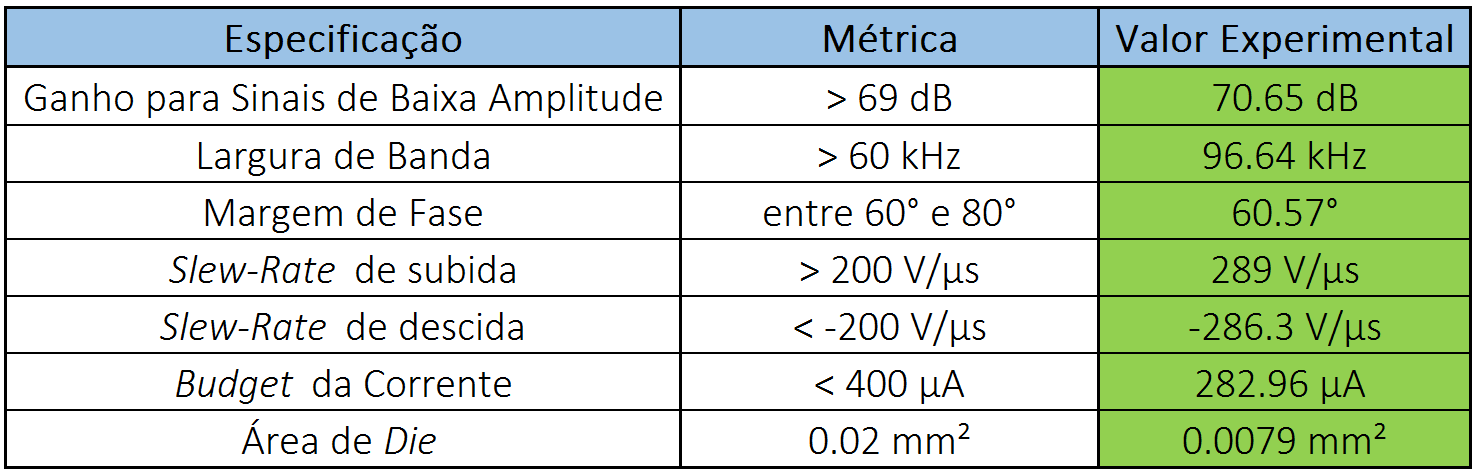 Especificação Métrica Valor Experimental
Ganho para Sinais de Baixa Amplitude > 69 dB 70.65 dB
Largura de Banda > 60 kHz 96.64 kHz
Margem de Fase entre 60° e 80° 60.57°
Slew-Rate de subida > 200 V/µs 289 V/µs
Slew-Rate de descida < -200 V/µs -286.3 V/µs
Budget da Corrente < 400 µA 282.96 µA
Área de Die 0.02 mm² 0.0079 mm²